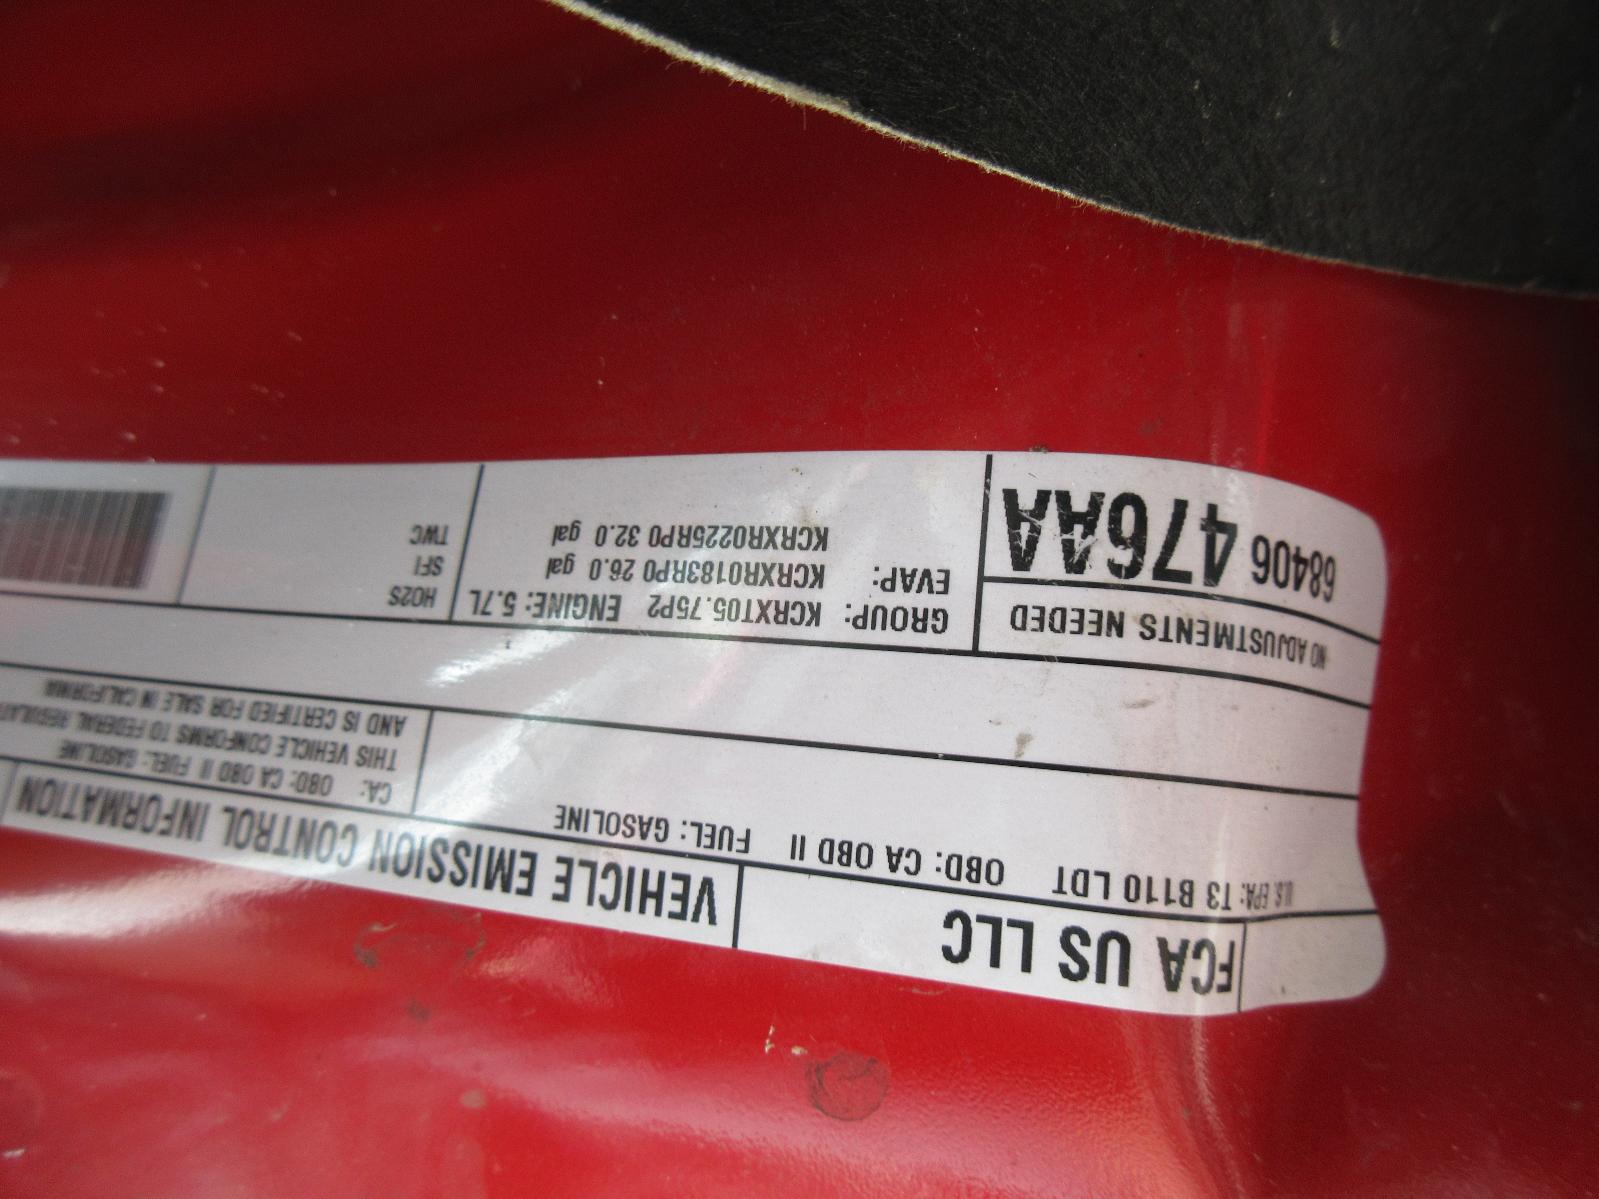 FCA US LLC
VEHICLE EMISSION CONTROL INFORMATION
U.S. EPA: T3 B110 LDT OBD: CA OBD II FUEL: GASOLINE
CA: OBD: CA OBD II FUEL: GASOLINE
THIS VEHICLE CONFORMS TO FEDERAL
AND IS CERTIFIED FOR SALE IN CALIFORNIA
NO ADJUSTMENTS NEEDED
68406 476AA
GROUP: KCRXT05.75P2 ENGINE: 5.7L
EVAP: KCRXR0183RP0 26.0 gal
KCRXR0225RP0 32.0 gal
HO2S
SFI
TWC